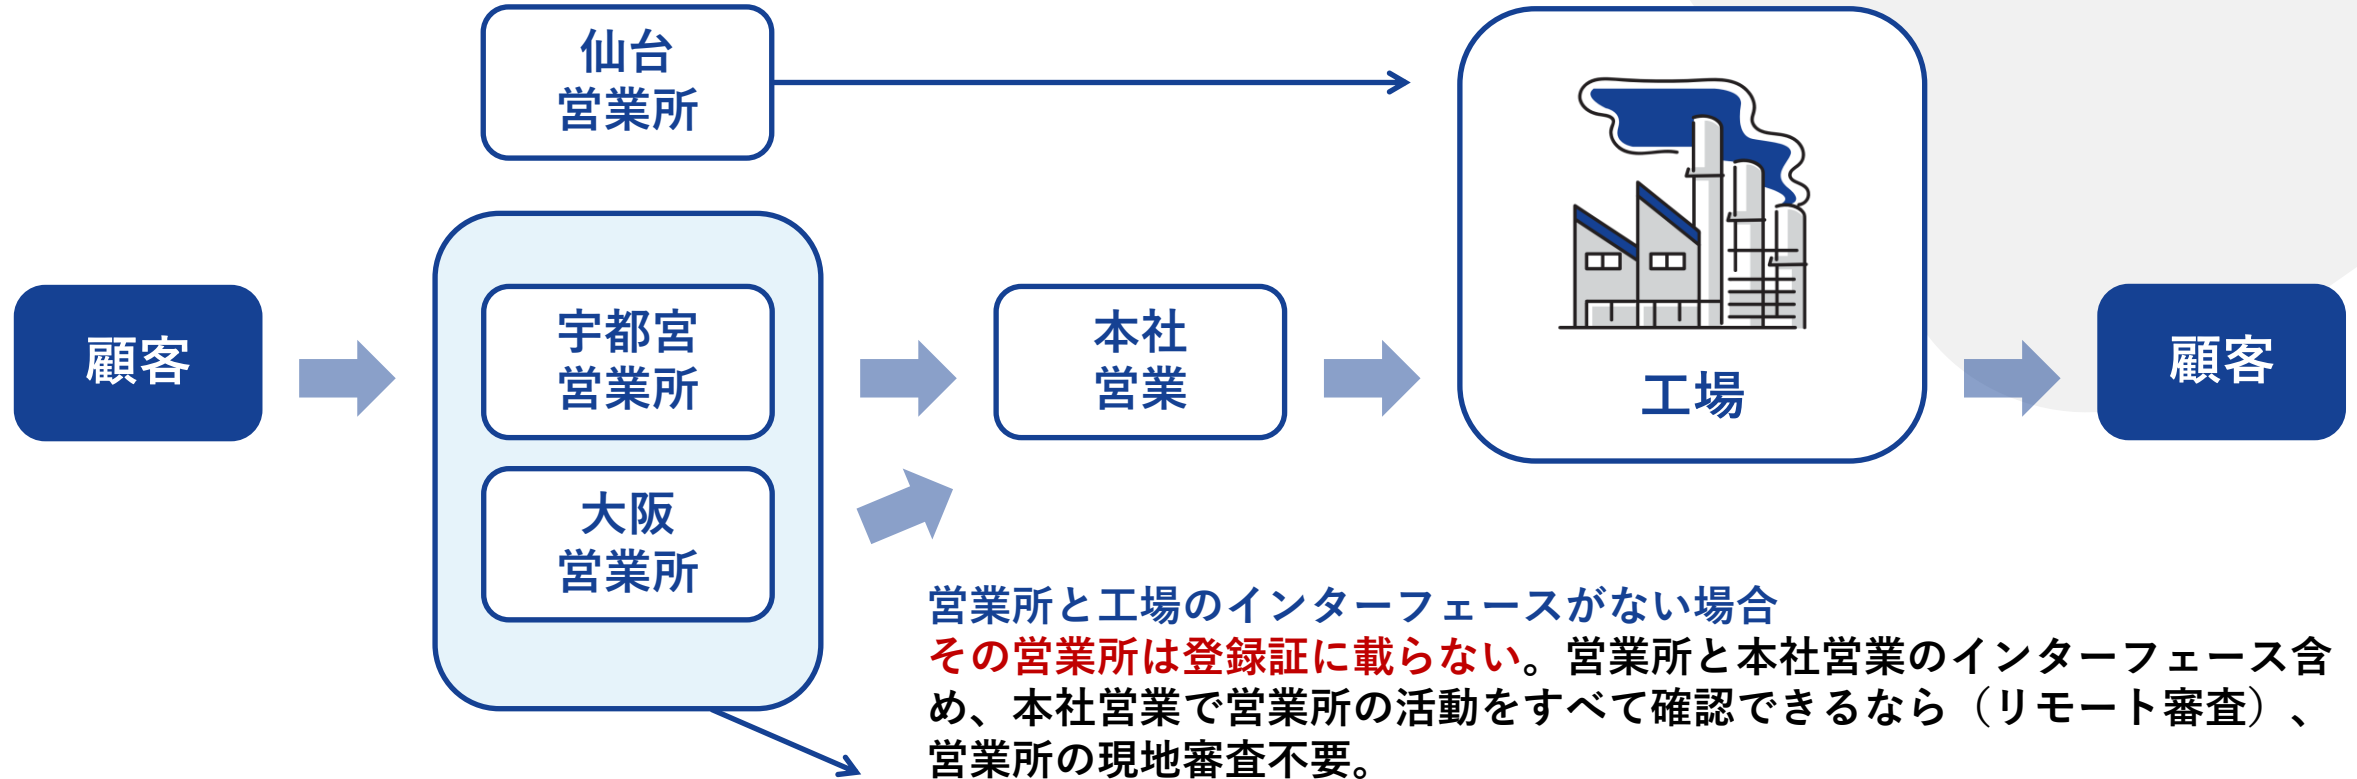 仙台
営業所
顧客
宇都宮
営業所
大阪
営業所
本社
営業
工場
顧客
営業所と工場のインターフェースがない場合
その営業所は登録証に載らない。営業所と本社営業のインターフェース含
め、本社営業で営業所の活動をすべて確認できるなら（リモート審査）、
営業所の現地審査不要。